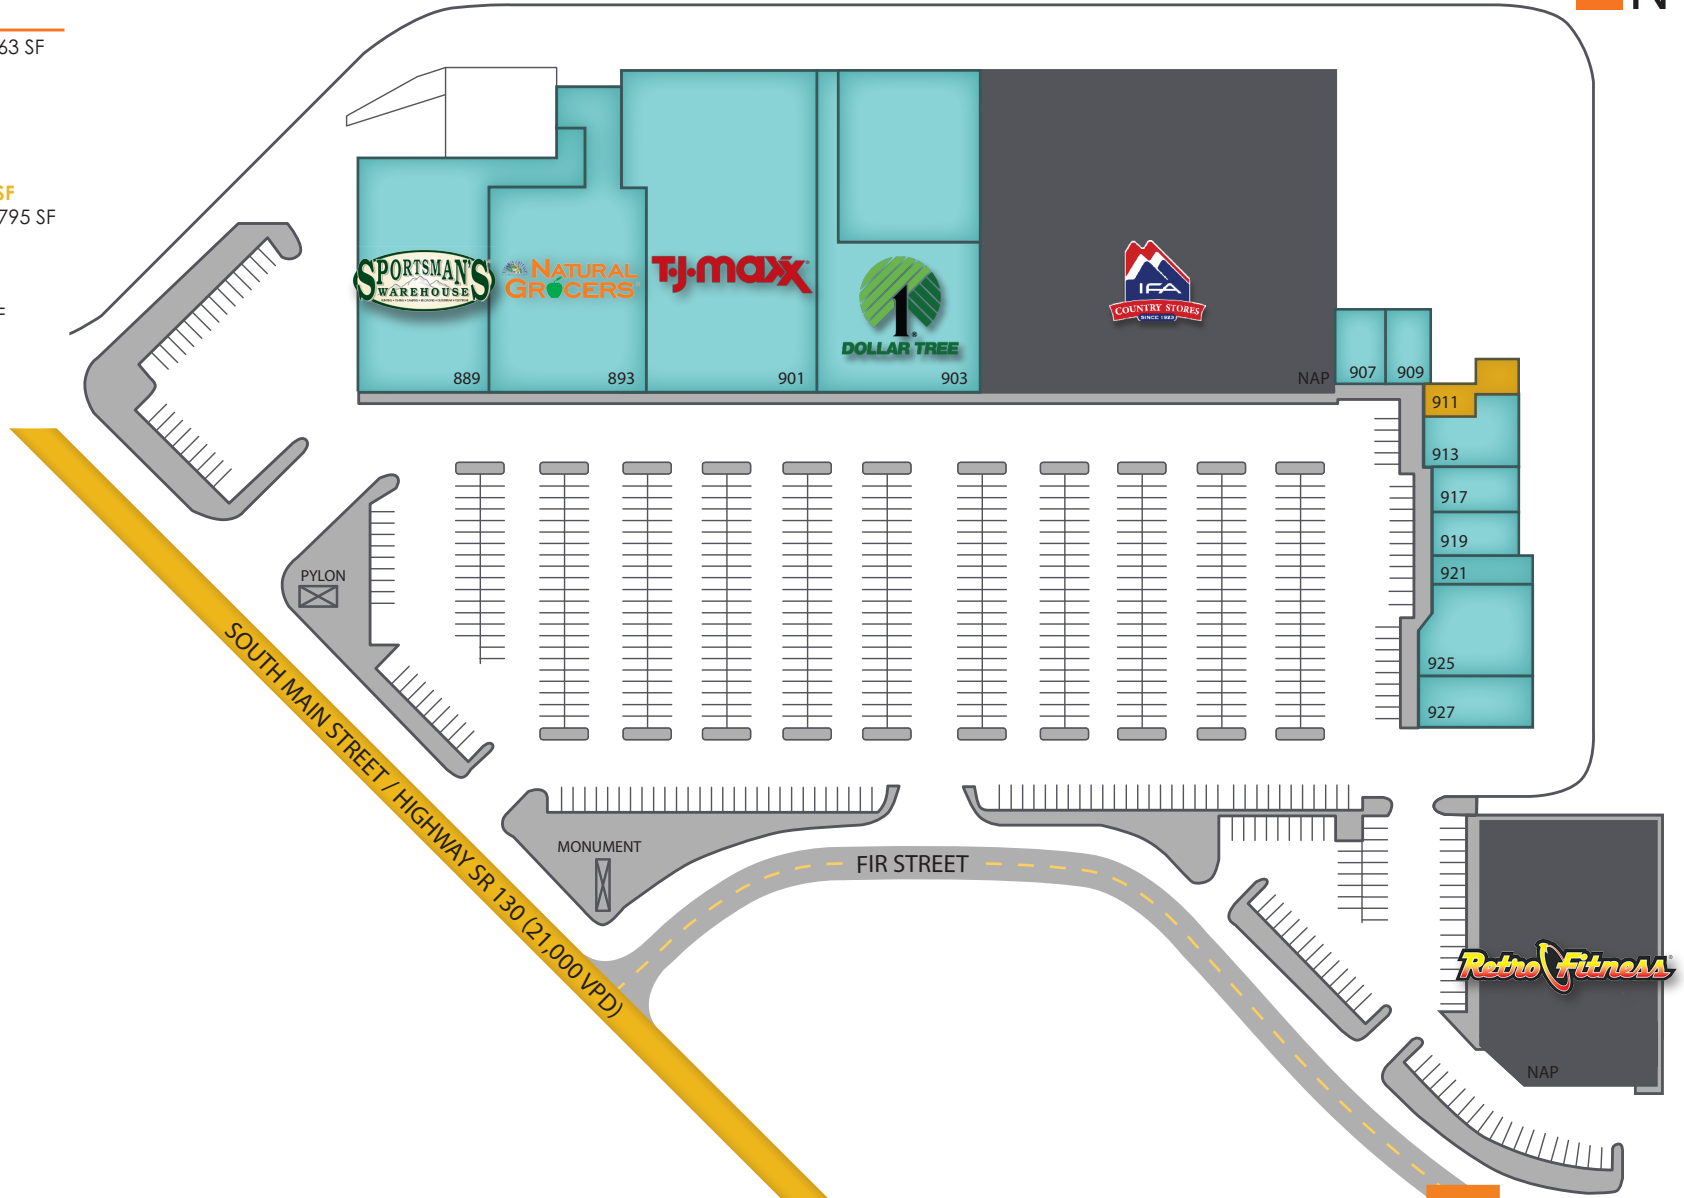 N
63 SF
SF
795 SF
SPORTSMAN'S
WAREHOUSE
NATURAL
GROCERS
T·J·maxx
1
DOLLAR TREE
IFA
COUNTRY STORES
SINCE 1923
889
893
901
903
NAP
907
909
911
913
917
919
921
925
927
PYLON
SOUTH MAIN STREET / HIGHWAY SR 130 (21,000 VPD)
MONUMENT
FIR STREET
Retro Fitness
NAP